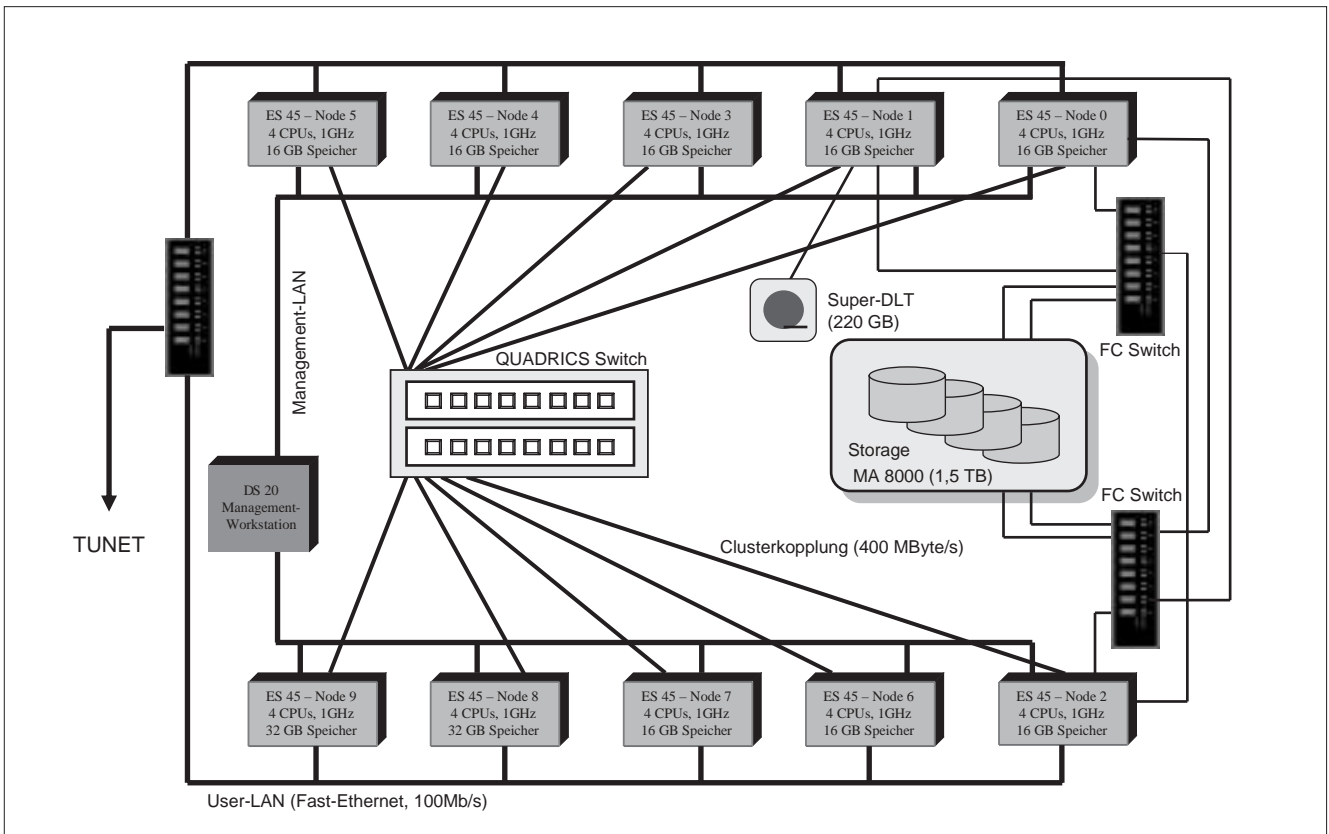 ES 45 – Node 5
4 CPUs, 1GHz
16 GB Speicher
ES 45 – Node 4
4 CPUs, 1GHz
16 GB Speicher
ES 45 – Node 3
4 CPUs, 1GHz
16 GB Speicher
ES 45 – Node 1
4 CPUs, 1GHz
16 GB Speicher
ES 45 – Node 0
4 CPUs, 1GHz
16 GB Speicher
Management-LAN
Super-DLT
(220 GB)
FC Switch
QUADRICS Switch
Storage
MA 8000 (1,5 TB)
DS 20
Management-
Workstation
TUNET
FC Switch
Clusterkopplung (400 MByte/s)
ES 45 – Node 9
4 CPUs, 1GHz
32 GB Speicher
ES 45 – Node 8
4 CPUs, 1GHz
32 GB Speicher
ES 45 – Node 7
4 CPUs, 1GHz
16 GB Speicher
ES 45 – Node 6
4 CPUs, 1GHz
16 GB Speicher
ES 45 – Node 2
4 CPUs, 1GHz
16 GB Speicher
User-LAN (Fast-Ethernet, 100Mb/s)